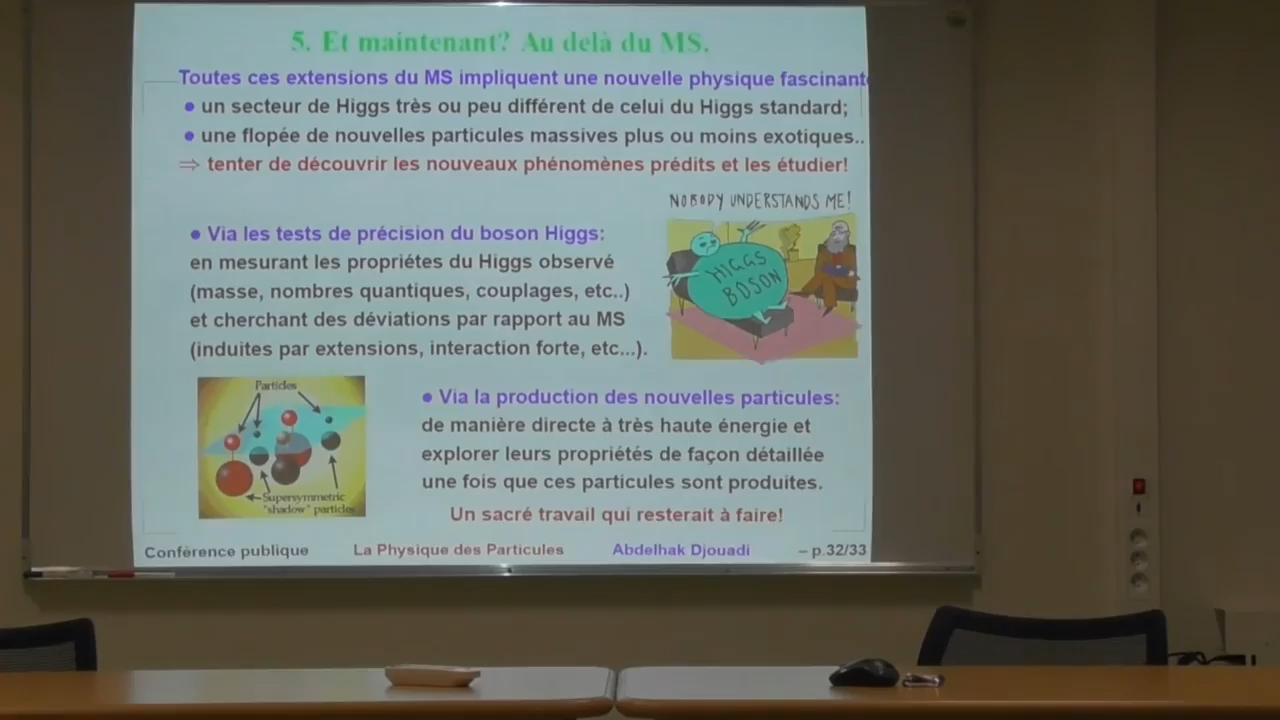 5. Et maintenant? Au delà du MS.
Toutes ces extensions du MS impliquent une nouvelle physique fascinant
• un secteur de Higgs très ou peu différent de celui du Higgs standard;
• une flopée de nouvelles particules massives plus ou moins exotiques..
⇒ tenter de découvrir les nouveaux phénomènes prédits et les étudier!
NOBODY UNDERSTANDS ME!
HIGGS
BOSON
• Via les tests de précision du boson Higgs:
en mesurant les propriétes du Higgs observé
(masse, nombres quantiques, couplages, etc..)
et cherchant des déviations par rapport au MS
(induites par extensions, interaction forte, etc...).
Particles
Supersymmetric
"shadow" particles
• Via la production des nouvelles particules:
de manière directe à très haute énergie et
explorer leurs propriétés de façon détaillée
une fois que ces particules sont produites.
Un sacré travail qui resterait à faire!
Conférence publique La Physique des Particules Abdelhak Djouadi – p.32/33